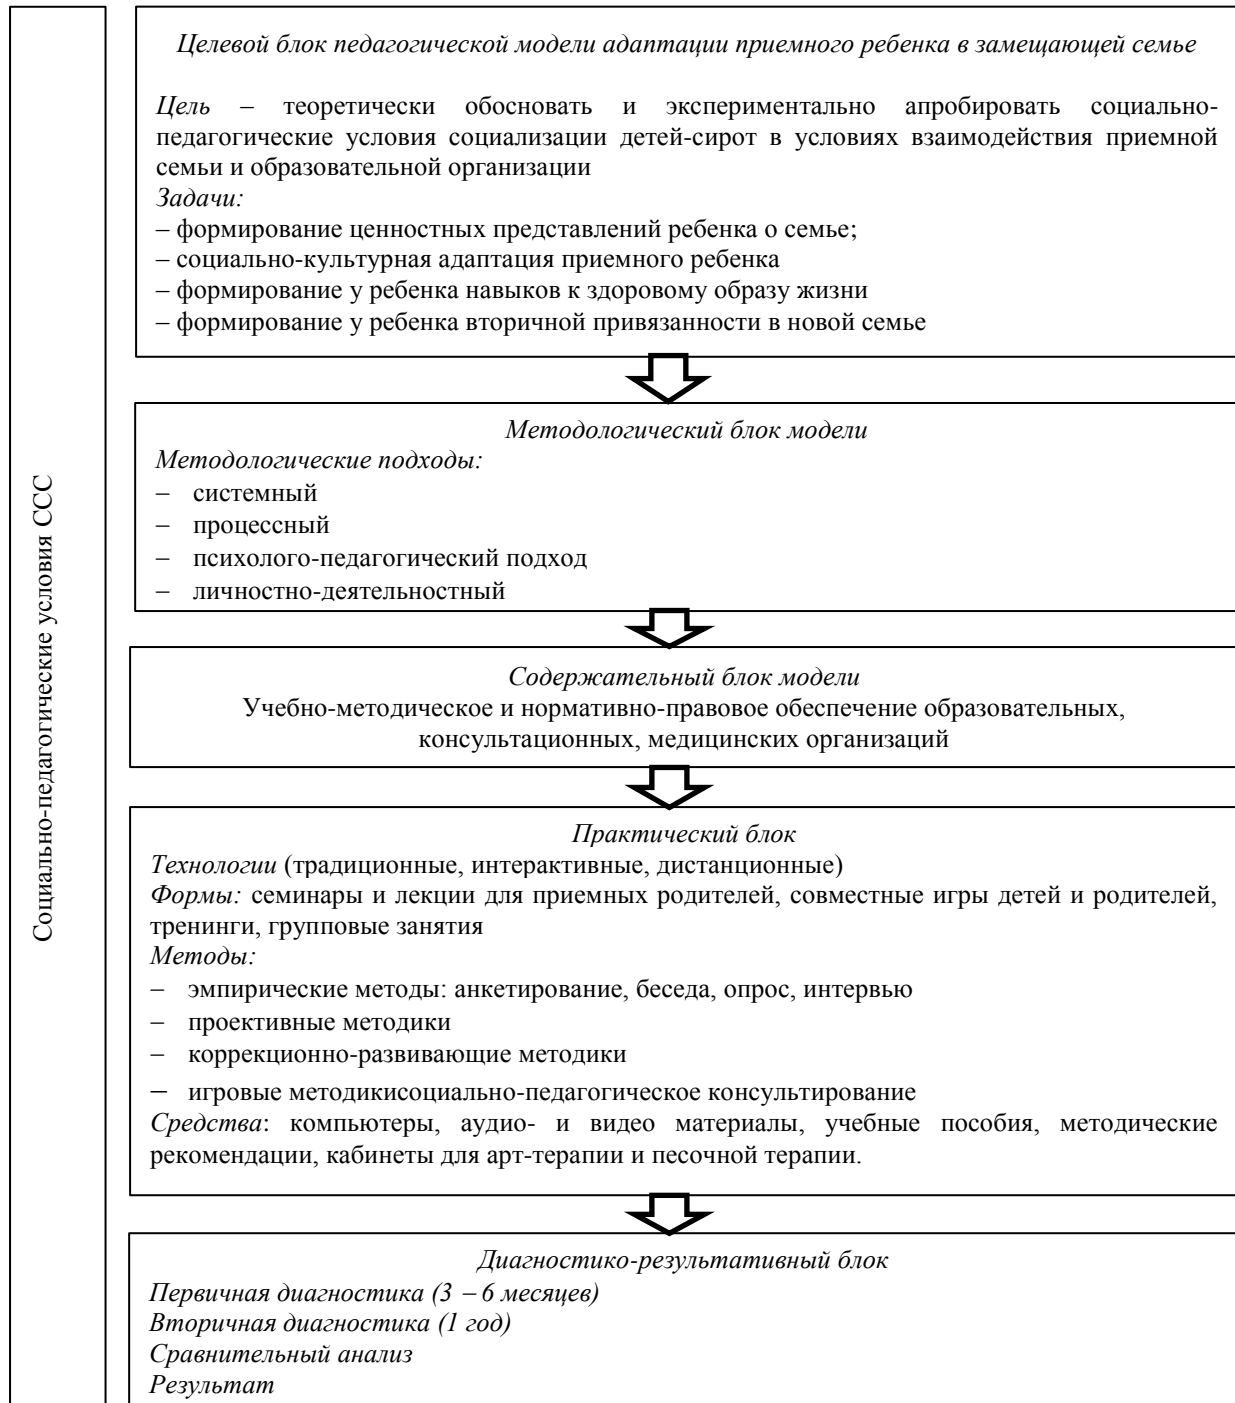 Социально-педагогические условия ССС
Целевой блок педагогической модели адаптации приемного ребенка в замещающей семье
Цель – теоретически обосновать и экспериментально апробировать социально-
педагогические условия социализации детей-сирот в условиях взаимодействия приемной
семьи и образовательной организации
Задачи:
– формирование ценностных представлений ребенка о семье;
– социально-культурная адаптация приемного ребенка
– формирование у ребенка навыков к здоровому образу жизни
– формирование у ребенка вторичной привязанности в новой семье
Методологический блок модели
Методологические подходы:
– системный
– процессный
– психолого-педагогический подход
– личностно-деятельностный
Содержательный блок модели
Учебно-методическое и нормативно-правовое обеспечение образовательных,
консультационных, медицинских организаций
Практический блок
Технологии (традиционные, интерактивные, дистанционные)
Формы: семинары и лекции для приемных родителей, совместные игры детей и родителей,
тренинги, групповые занятия
Методы:
– эмпирические методы: анкетирование, беседа, опрос, интервью
– проективные методики
– коррекционно-развивающие методики
– игровые методикисоциально-педагогическое консультирование
Средства: компьютеры, аудио- и видео материалы, учебные пособия, методические
рекомендации, кабинеты для арт-терапии и песочной терапии.
Диагностико-результативный блок
Первичная диагностика (3 – 6 месяцев)
Вторичная диагностика (1 год)
Сравнительный анализ
Результат